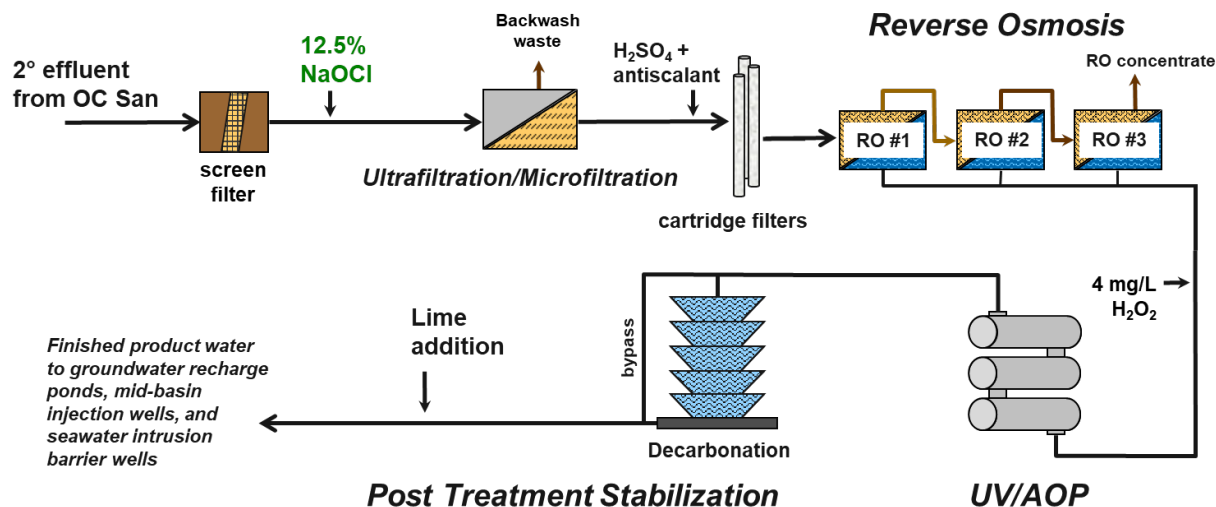 2° effluent
from OC San
screen
filter
12.5%
NaOCl
Backwash
waste
Ultrafiltration/Microfiltration
H₂SO₄ +
antiscalant
cartridge filters
Reverse Osmosis
RO concentrate
RO #1
RO #2
RO #3
4 mg/L
H₂O₂
UV/AOP
bypass
Decarbonation
Post Treatment Stabilization
Lime
addition
Finished product water
to groundwater recharge
ponds, mid-basin
injection wells, and
seawater intrusion
barrier wells